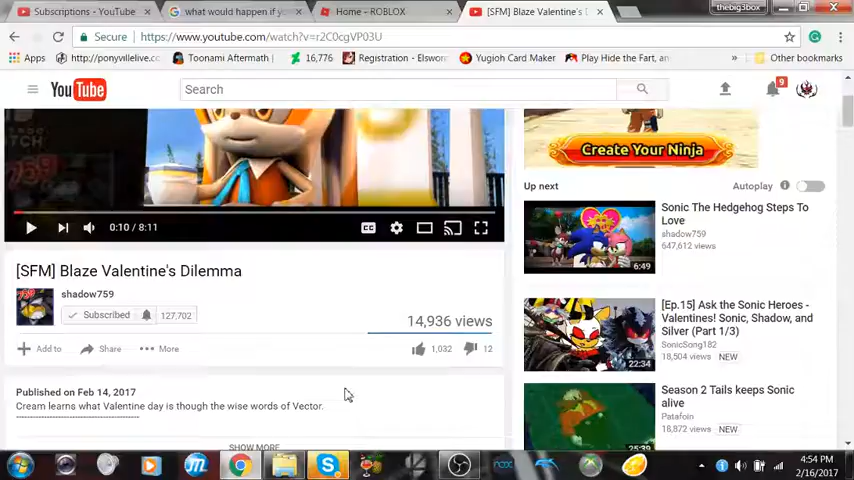 thebig3box
Subscriptions - YouTube
what would happen if yo
Home - ROBLOX
[SFM] Blaze Valentine's D
Secure
https://www.youtube.com/watch?v=r2C0cgVP03U
Apps
http://ponyvillelive.co
Toonami Aftermath
16,776
Registration - Elswor
Yugioh Card Maker
Play Hide the Fart, an
Other bookmarks
YouTube
Search
9
Create Your Ninja
Up next
Autoplay
0:10 / 8:11
CC
Sonic The Hedgehog Steps To
Love
shadow759
647,612 views
6:49
[SFM] Blaze Valentine's Dilemma
shadow759
Subscribed
127,702
14,936 views
Add to
Share
More
1,032
12
[Ep.15] Ask the Sonic Heroes -
Valentines! Sonic, Shadow, and
Silver (Part 1/3)
SonicSong182
18,504 views
NEW
22:34
Published on Feb 14, 2017
Cream learns what Valentine day is though the wise words of Vector.
SHOW MORE
Season 2 Tails keeps Sonic
alive
Patafoin
18,872 views
NEW
25:39
4:54 PM
2/16/2017